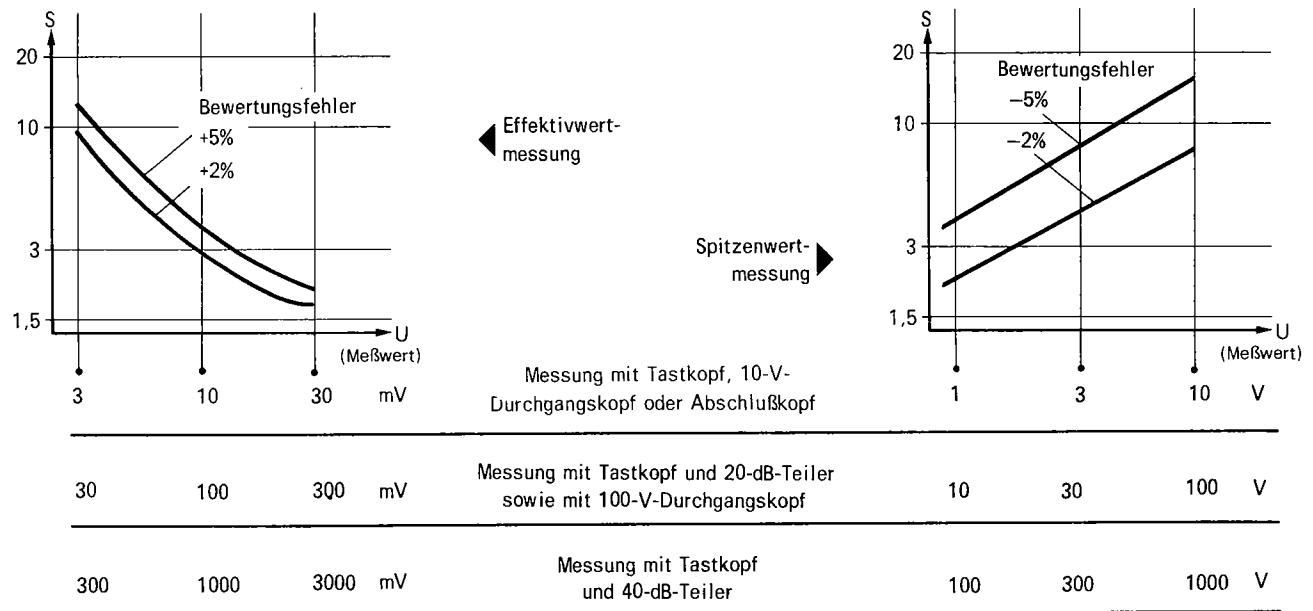 S
20
10
3
1,5
Bewertungsfehler
+5%
+2%
U
(Meßwert)
Effektivwert-
messung
Spitzenwert-
messung
S
20
10
3
1,5
Bewertungsfehler
−5%
−2%
U
(Meßwert)
3 10 30 mV
Messung mit Tastkopf, 10-V-
Durchgangskopf oder Abschlußkopf
1 3 10 V
30 100 300 mV
Messung mit Tastkopf und 20-dB-Teiler
sowie mit 100-V-Durchgangskopf
10 30 100 V
300 1000 3000 mV
Messung mit Tastkopf
und 40-dB-Teiler
100 300 1000 V